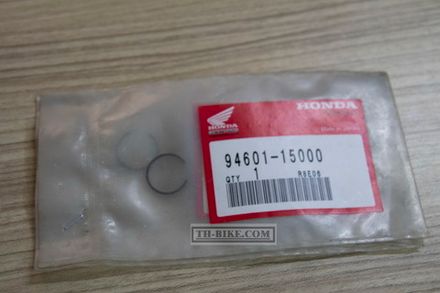 HONDA
HONDA
Made in Japan
94601-15000
QTY 1 R8E06
TH-BIKE.COM